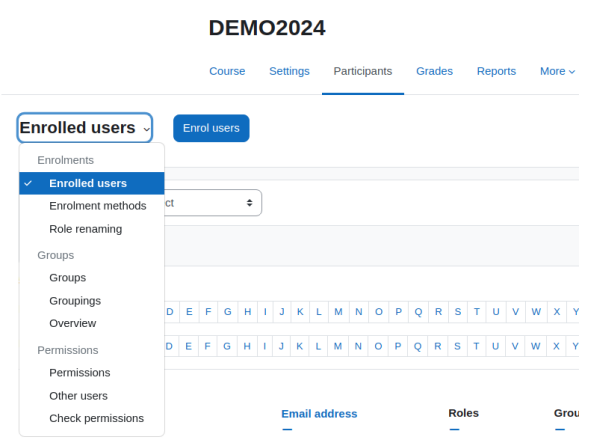 DEMO2024
Course Settings Participants Grades Reports More
Enrolled users
Enrol users
Enrolments
Enrolled users
Enrolment methods
Role renaming
Groups
Groups
Groupings
Overview
Permissions
Permissions
Other users
Check permissions
ct
D E F G H I J K L M N O P Q R S T U V W X Y
D E F G H I J K L M N O P Q R S T U V W X Y
Email address Roles Grou